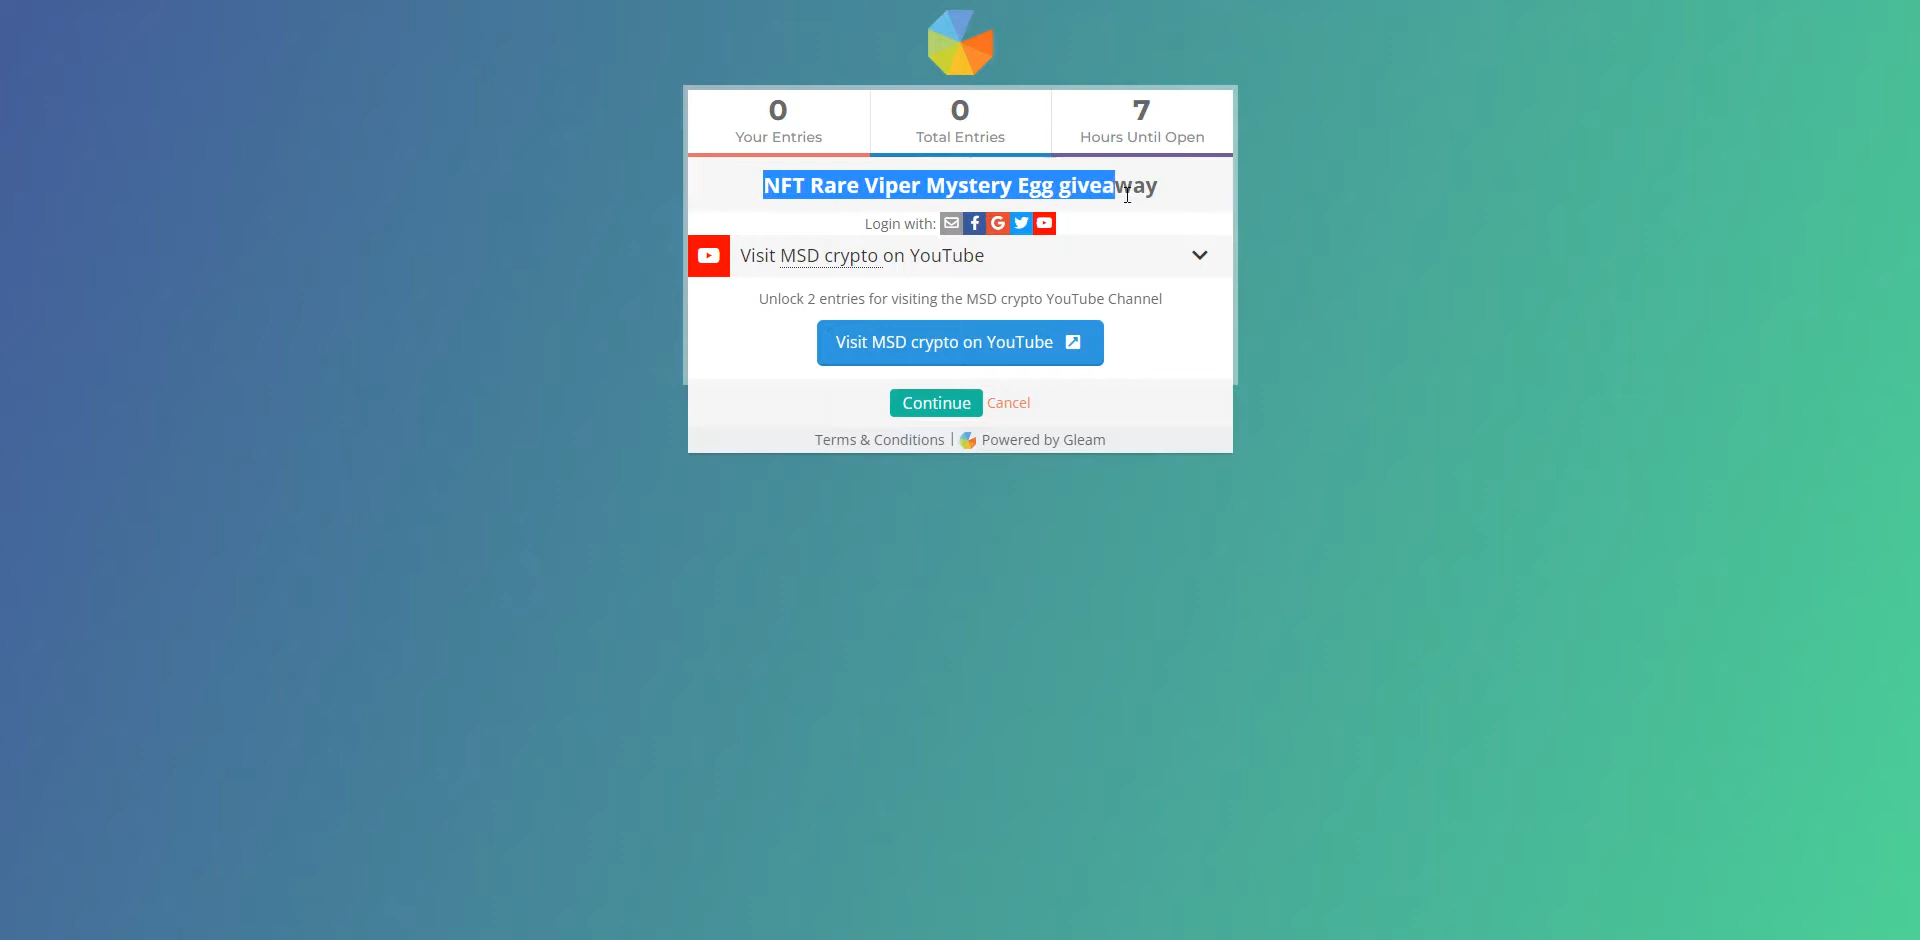 0 0 7
Your Entries Total Entries Hours Until Open
NFT Rare Viper Mystery Egg giveaway
Login with:
Visit MSD crypto on YouTube
Unlock 2 entries for visiting the MSD crypto YouTube Channel
Visit MSD crypto on YouTube
Continue Cancel
Terms & Conditions | Powered by Gleam